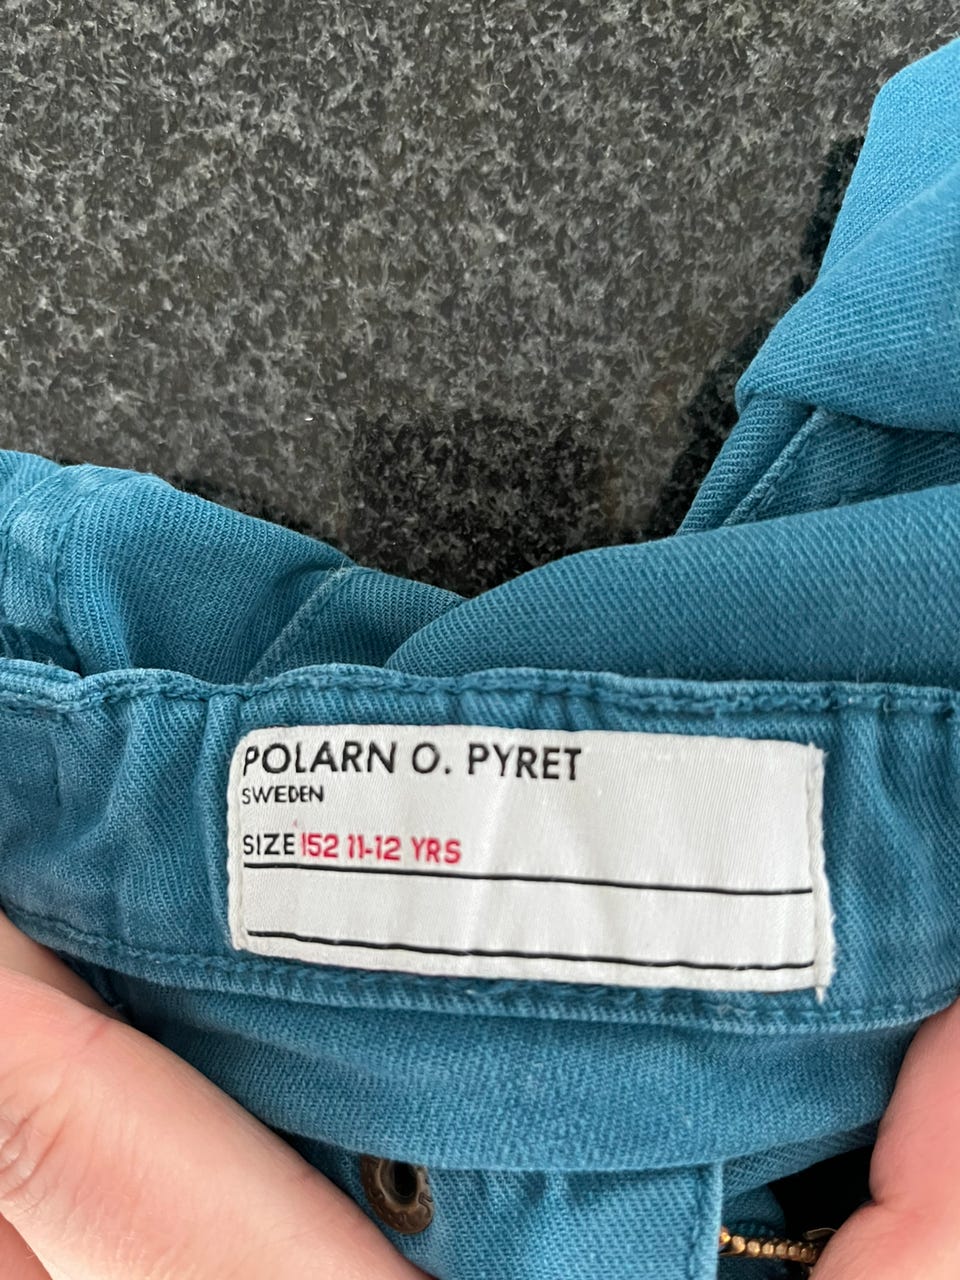 POLARN O. PYRET
SWEDEN
SIZE 152 11-12 YRS